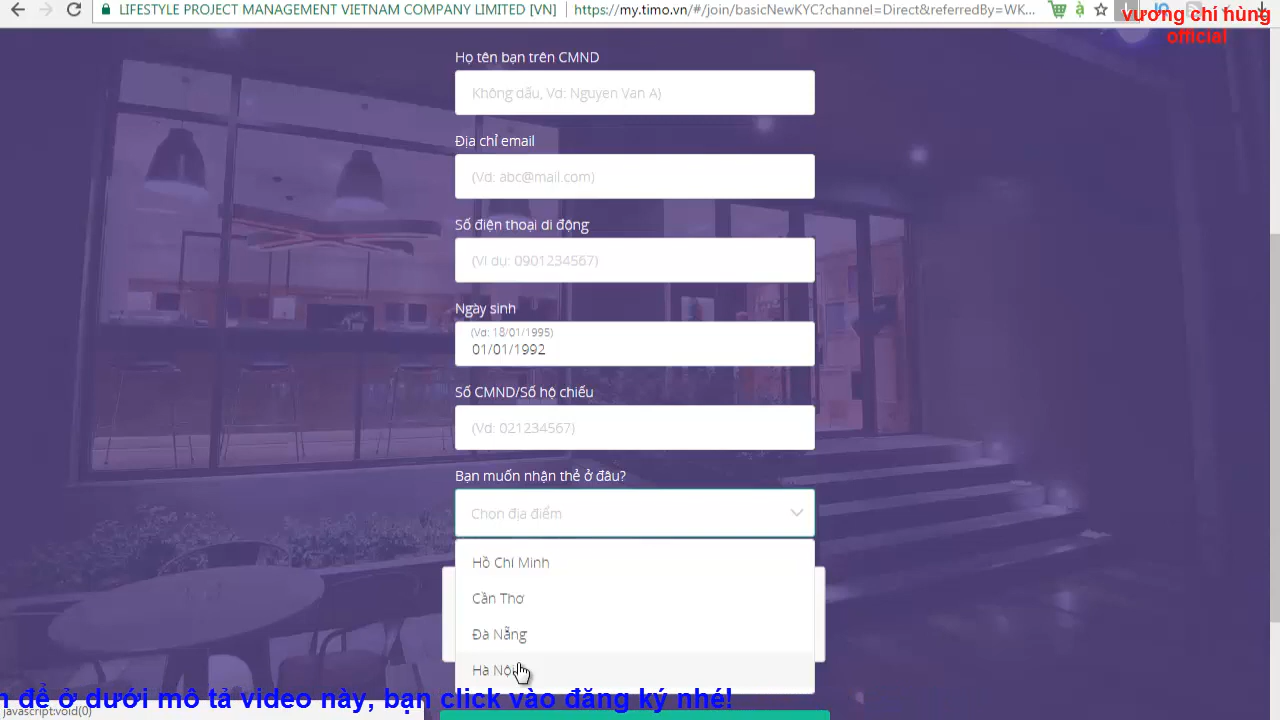 LIFESTYLE PROJECT MANAGEMENT VIETNAM COMPANY LIMITED [VN]
https://my.timo.vn/#/join/basicNewKYC?channel=Direct&referredBy=WK...
vương chí hùng
official
Họ tên bạn trên CMND
Không dấu, Vd: Nguyen Van A)
Địa chỉ email
(Vd: abc@mail.com)
Số điện thoại di động
(Ví dụ: 0901234567)
Ngày sinh
(Vd: 18/01/1995)
01/01/1992
Số CMND/Số hộ chiếu
(Vd: 021234567)
Bạn muốn nhận thẻ ở đâu?
Chọn địa điểm
Hồ Chí Minh
Cần Thơ
Đà Nẵng
Hà Nội
để ở dưới mô tả video này, bạn click vào đăng ký nhé!
javascript:void(0)